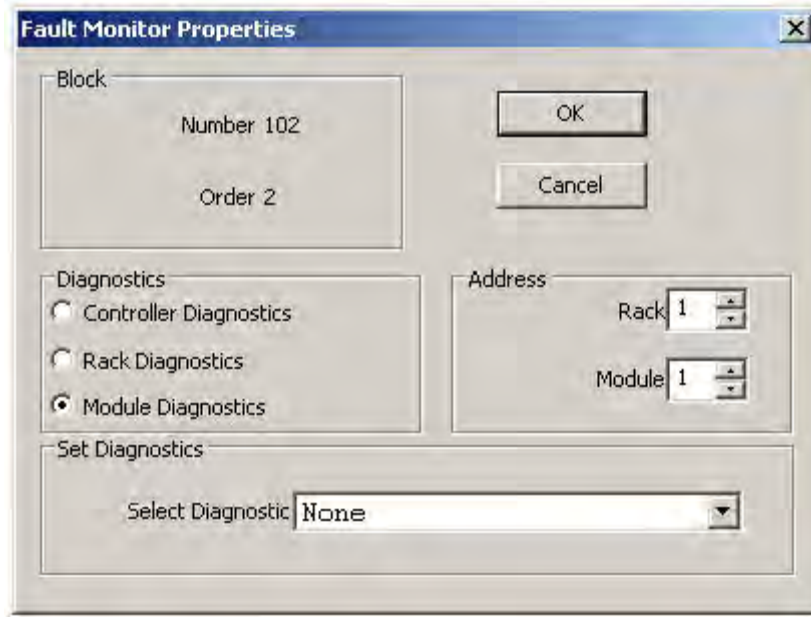 Fault Monitor Properties
Block
Number 102
Order 2
OK
Cancel
Diagnostics
Controller Diagnostics
Rack Diagnostics
Module Diagnostics
Address
Rack 1
Module 1
Set Diagnostics
Select Diagnostic None